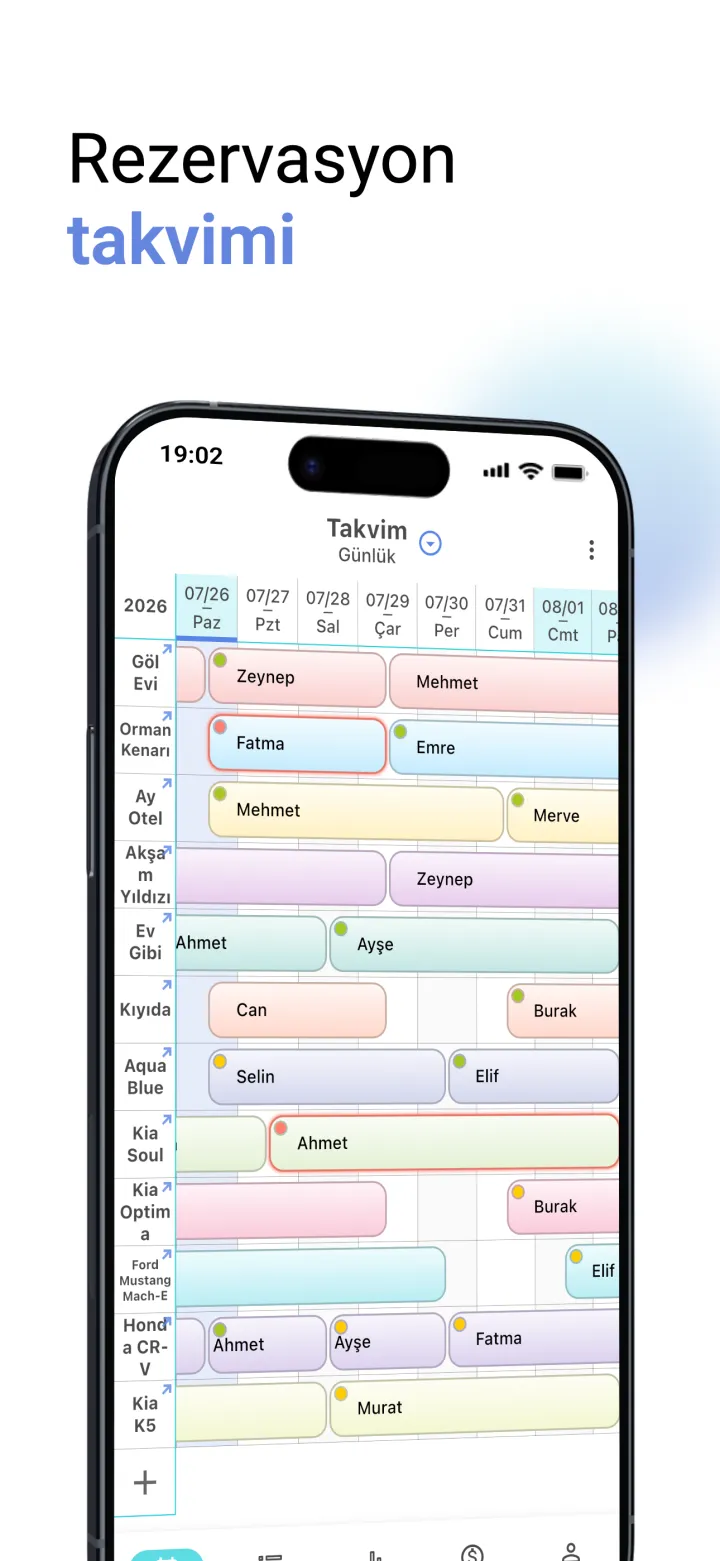 Rezervasyon
takvimi
19:02
Takvim
Günlük
2026
07/26
Paz
07/27
Pzt
07/28
Sal
07/29
Çar
07/30
Per
07/31
Cum
08/01
Cmt
08
Göl
Evi
Zeynep
Mehmet
Orman
Kenarı
Fatma
Emre
Ay
Otel
Mehmet
Merve
Akşa
m
Yıldızı
Zeynep
Ev
Gibi
Ahmet
Ayşe
Kıyıda
Can
Burak
Aqua
Blue
Selin
Elif
Kia
Soul
Ahmet
Kia
Optim
a
Burak
Ford
Mustang
Mach-E
Elif
Hond
a CR-
V
Ahmet
Ayşe
Fatma
Kia
K5
Murat